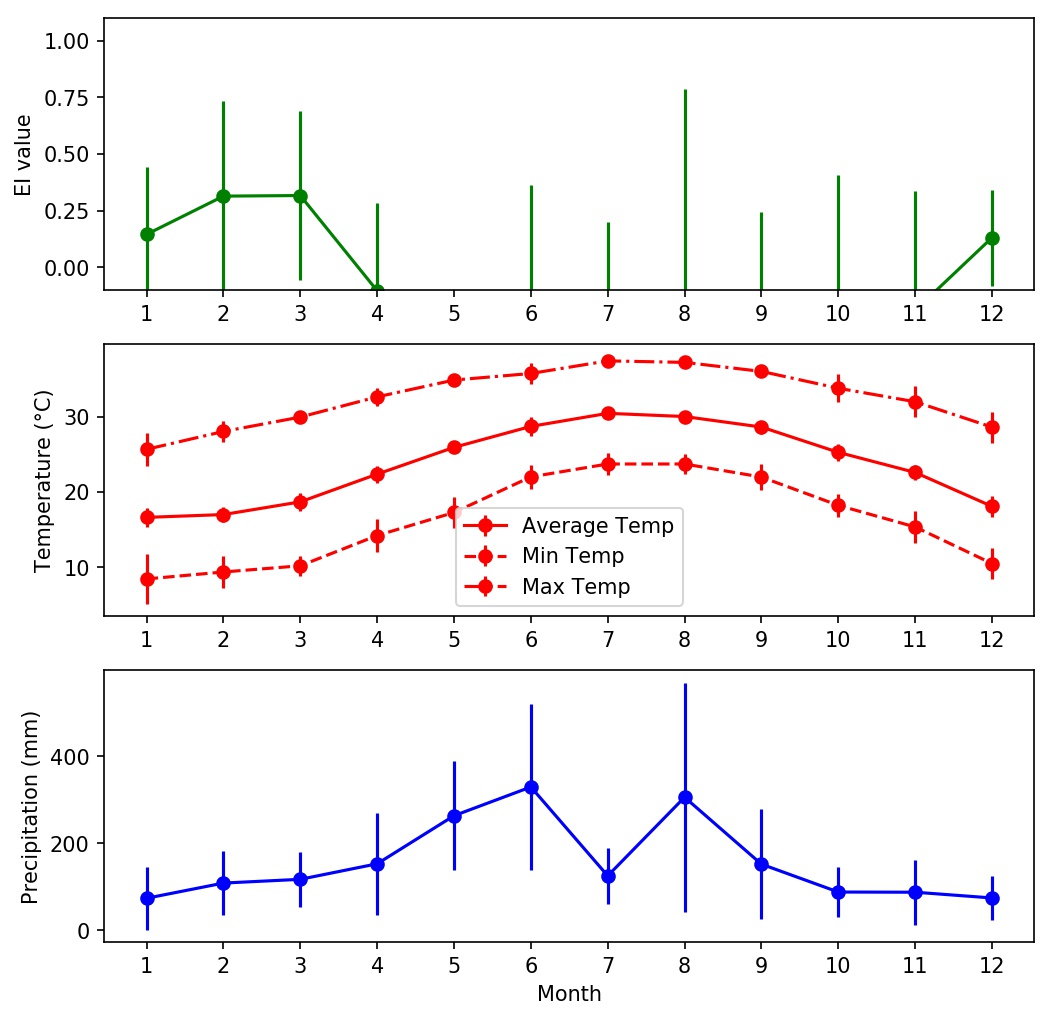 EI value
1.00
0.75
0.50
0.25
0.00
1 2 3 4 5 6 7 8 9 10 11 12
Temperature (°C)
30
20
10
Average Temp
Min Temp
Max Temp
1 2 3 4 5 6 7 8 9 10 11 12
Precipitation (mm)
400
200
0
1 2 3 4 5 6 7 8 9 10 11 12
Month